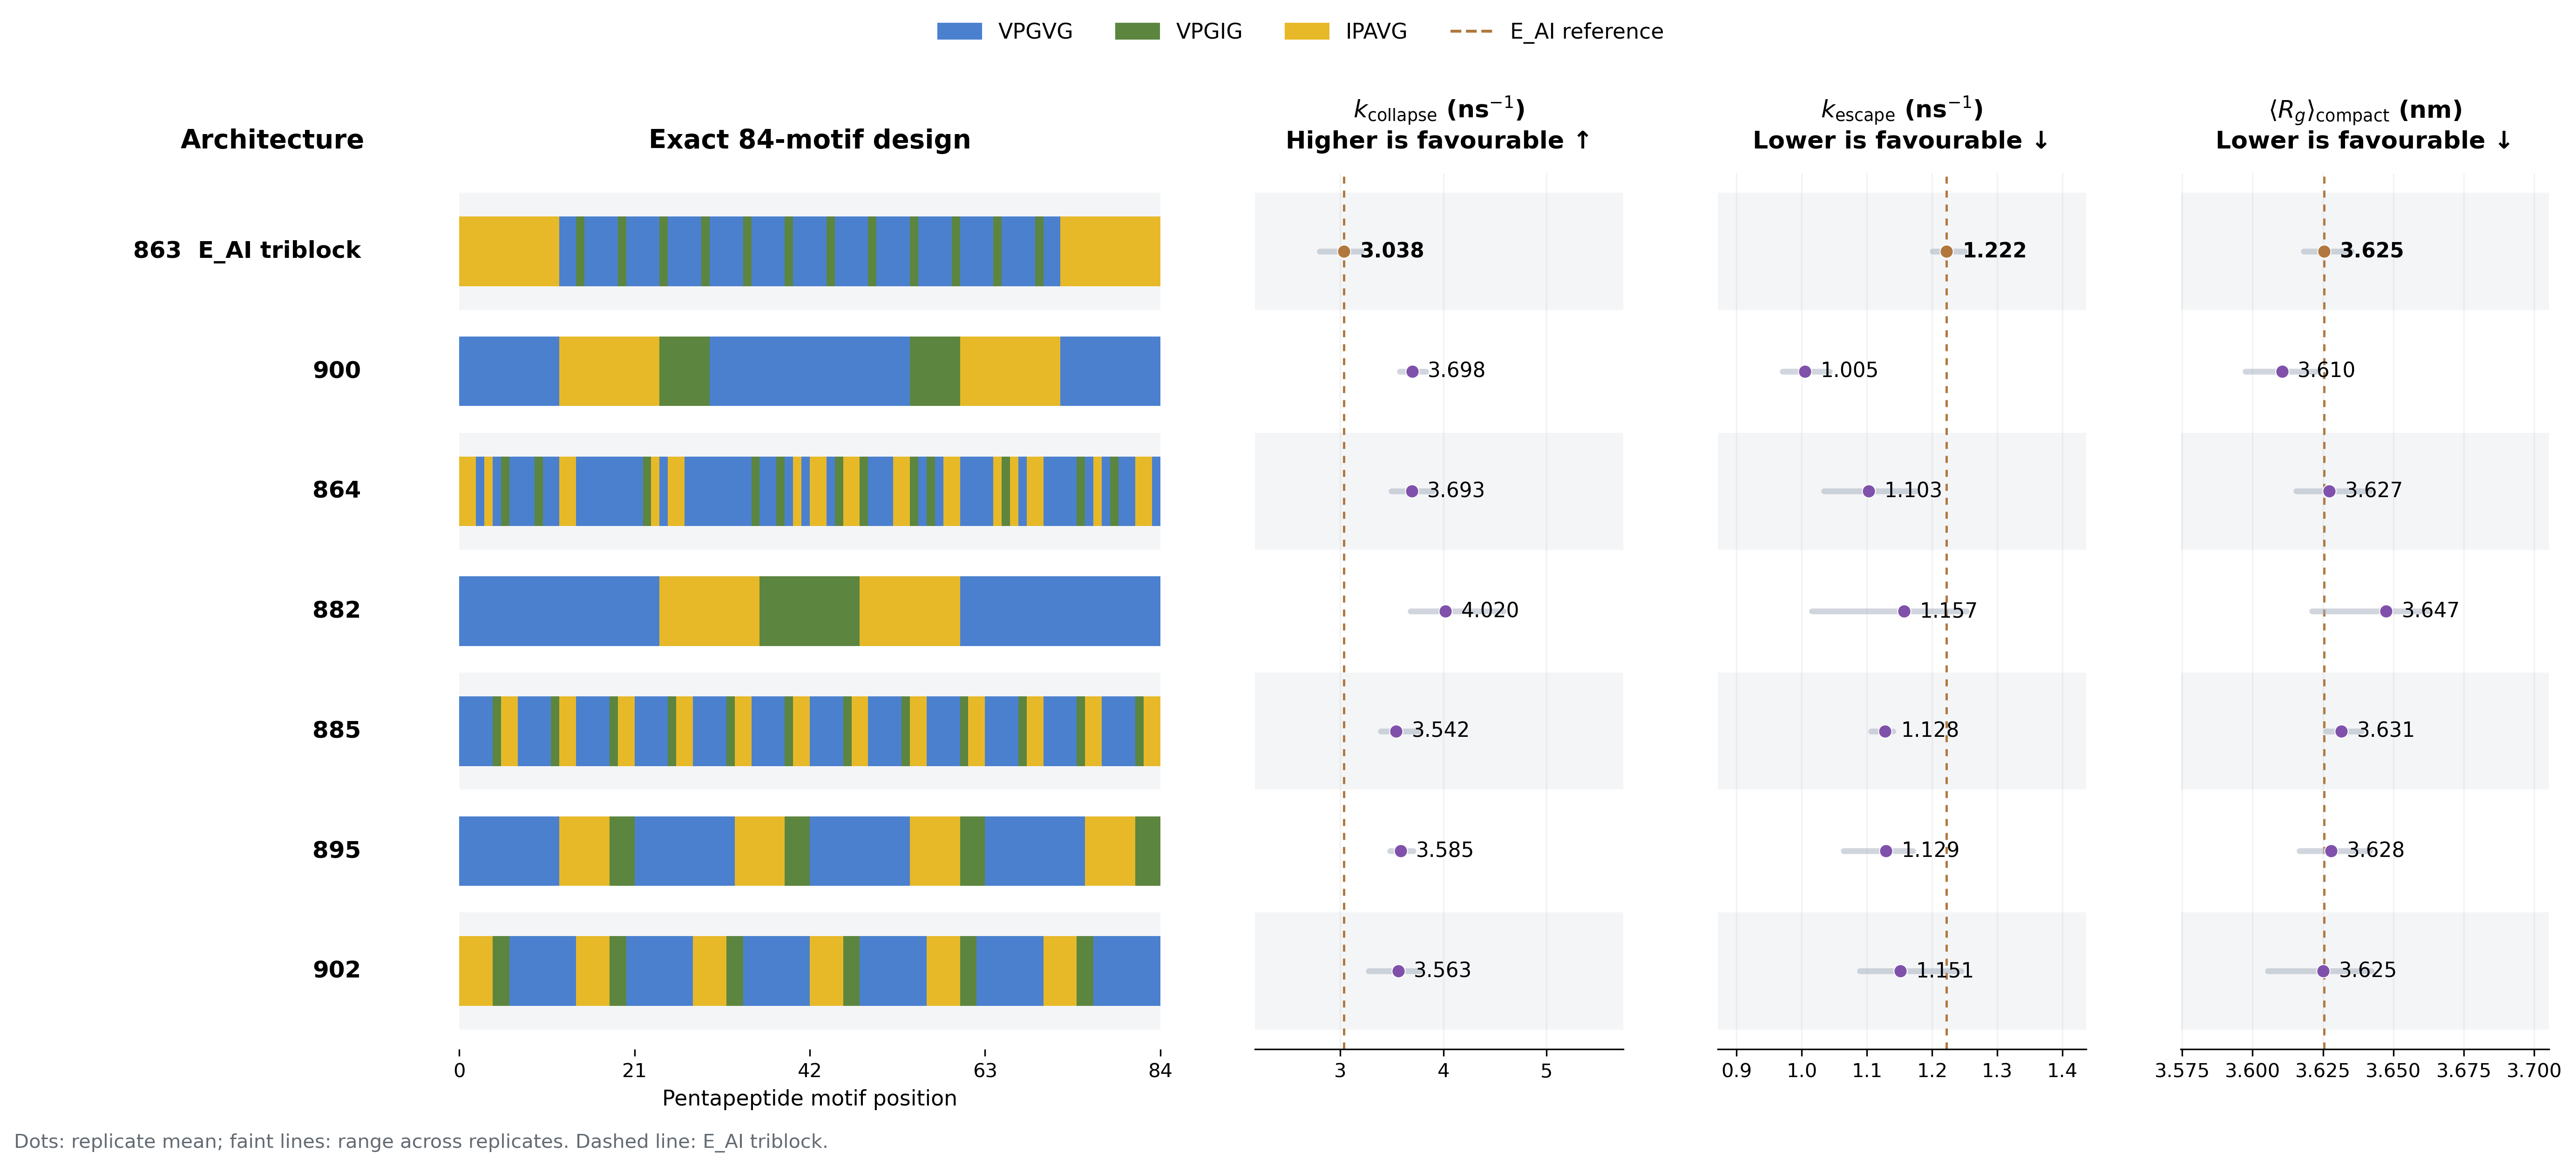 VPGVG VPGIG IPAVG E_AI reference
k_collapse (ns⁻¹)
Higher is favourable ↑
k_escape (ns⁻¹)
Lower is favourable ↓
⟨R_g⟩_compact (nm)
Lower is favourable ↓
Architecture
Exact 84-motif design
863 E_AI triblock
3.038 1.222 3.625
900
3.698 1.005 3.610
864
3.693 1.103 3.627
882
4.020 1.157 3.647
885
3.542 1.128 3.631
895
3.585 1.129 3.628
902
3.563 1.151 3.625
0 21 42 63 84
Pentapeptide motif position
3 4 5
0.9 1.0 1.1 1.2 1.3 1.4
3.575 3.600 3.625 3.650 3.675 3.700
Dots: replicate mean; faint lines: range across replicates. Dashed line: E_AI triblock.